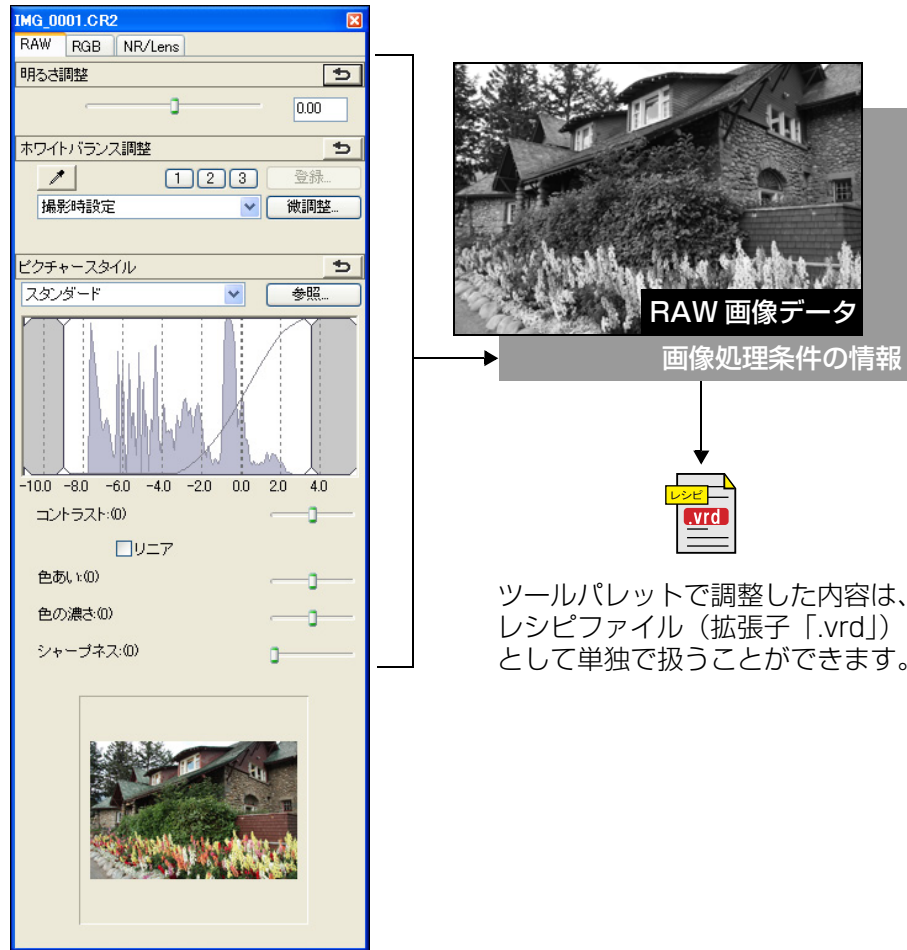 IMG_0001.CR2
RAW RGB NR/Lens
明るさ調整
0.00
ホワイトバランス調整
1 2 3 登録...
撮影時設定 微調整...
ピクチャースタイル
スタンダード 参照...
-10.0 -8.0 -6.0 -4.0 -2.0 0.0 2.0 4.0
コントラスト:(0)
リニア
色あい:(0)
色の濃さ:(0)
シャープネス:(0)
RAW 画像データ
画像処理条件の情報
レシピ
.vrd
ツールパレットで調整した内容は、
レシピファイル（拡張子「.vrd」）
として単独で扱うことができます。